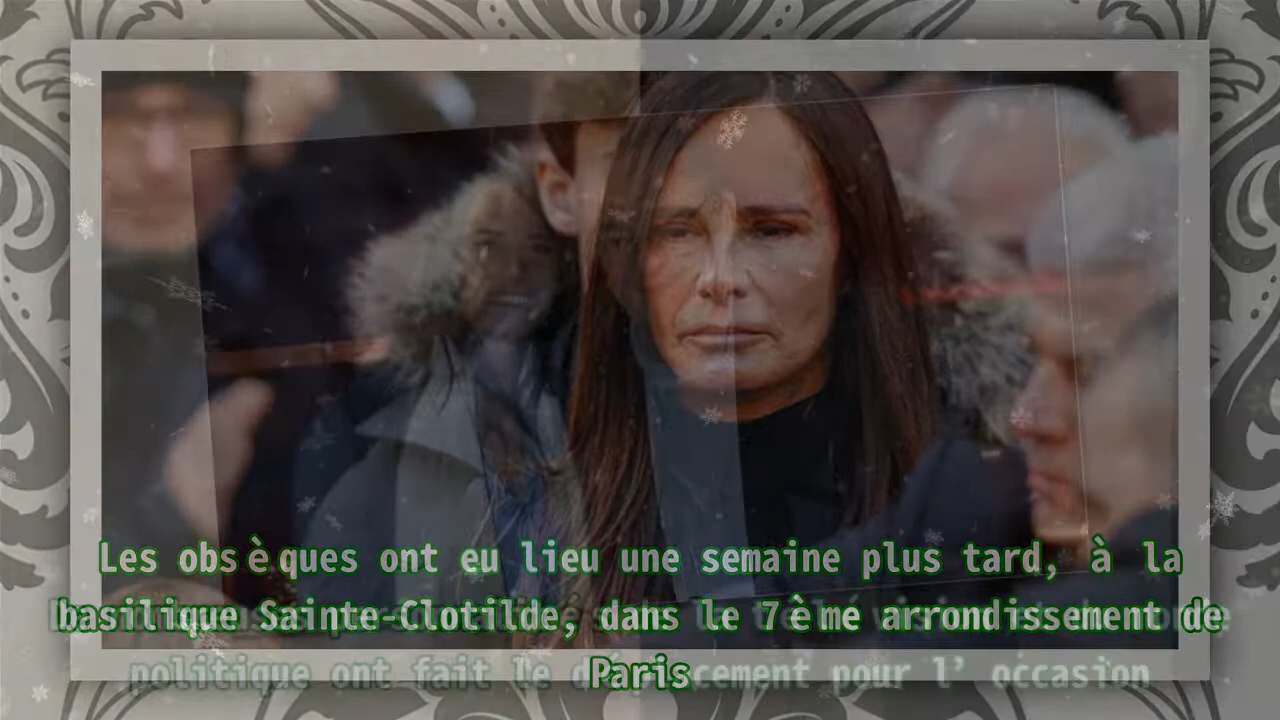 Les obsèques ont eu lieu une semaine plus tard, à la
basilique Sainte-Clotilde, dans le 7ème arrondissement de
Paris
politique ont fait le cement pour l’ occasion